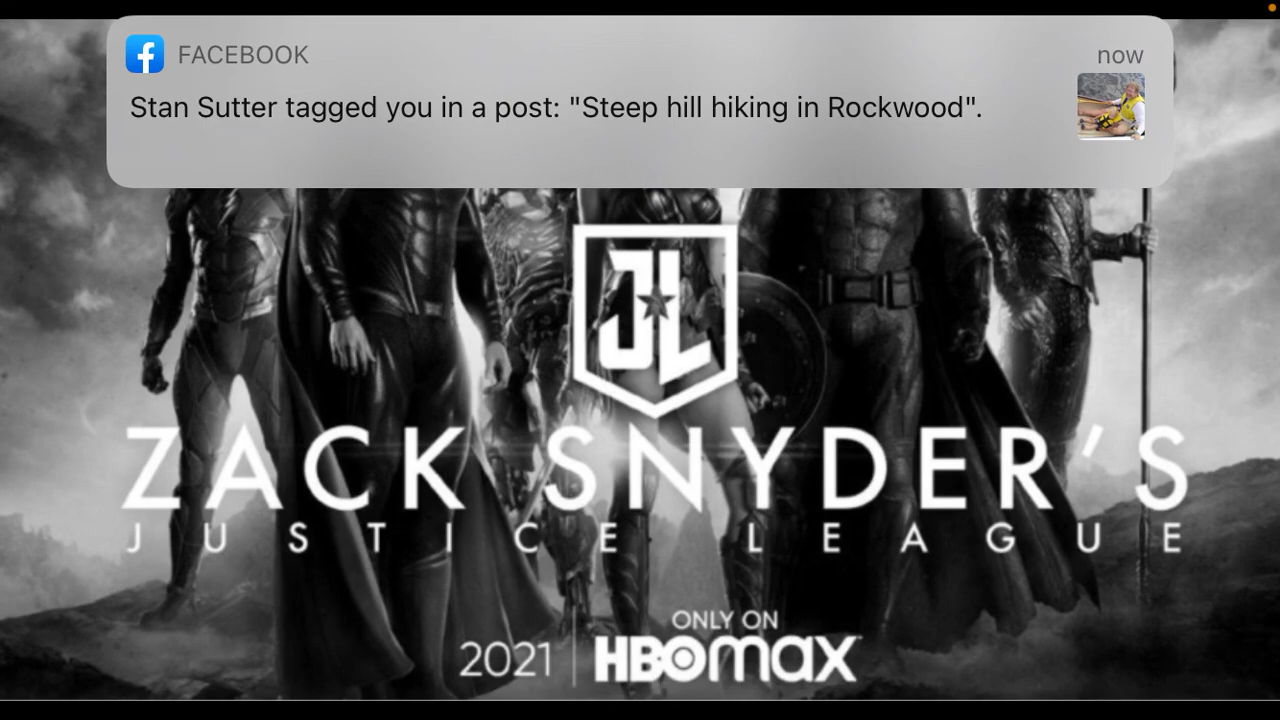 FACEBOOK now
Stan Sutter tagged you in a post: "Steep hill hiking in Rockwood".
JL
ZACK SNYDER'S
JUSTICE LEAGUE
ONLY ON
2021 HBOMAX